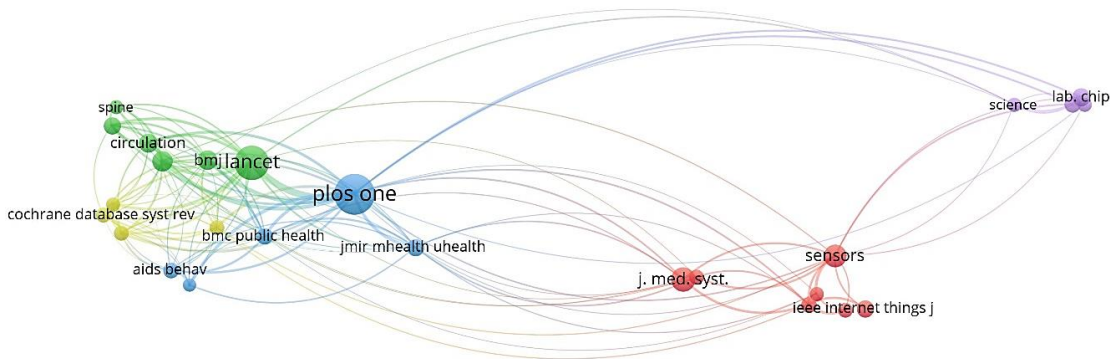 lab. chip
science
spine
circulation
bmj
lancet
plos one
cochrane database syst rev
bmc public health
jmir mhealth uhealth
aids behav
sensors
j. med. syst.
ieee internet things j